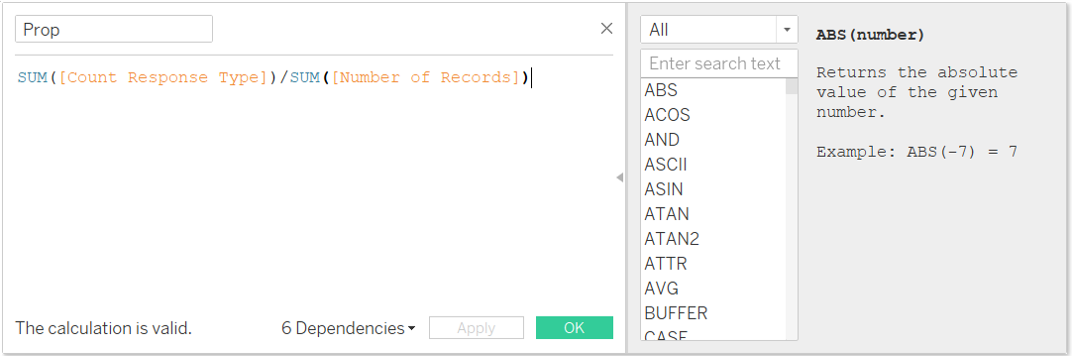 Prop
SUM([Count Response Type])/SUM([Number of Records])
The calculation is valid.
6 Dependencies
Apply
OK
All
Enter search text
ABS
ACOS
AND
ASCII
ASIN
ATAN
ATAN2
ATTR
AVG
BUFFER
CASE
ABS(number)
Returns the absolute
value of the given
number.
Example: ABS(-7) = 7